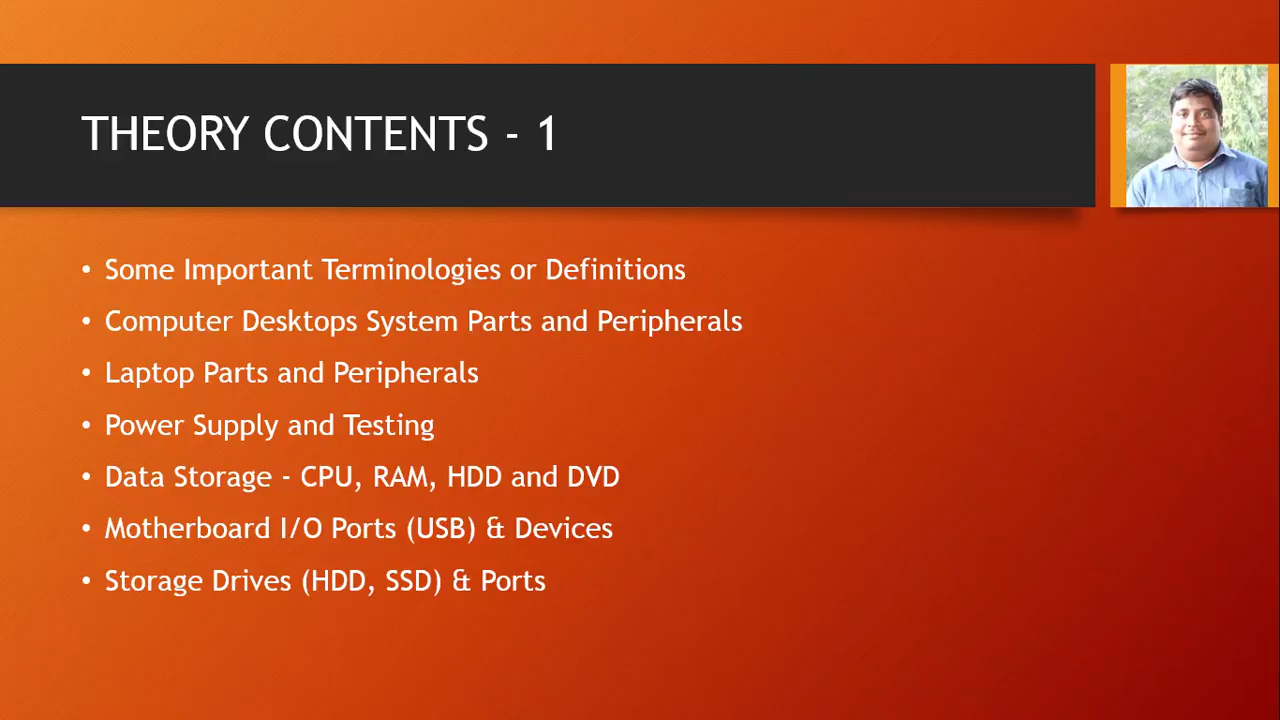 THEORY CONTENTS - 1
• Some Important Terminologies or Definitions
• Computer Desktops System Parts and Peripherals
• Laptop Parts and Peripherals
• Power Supply and Testing
• Data Storage - CPU, RAM, HDD and DVD
• Motherboard I/O Ports (USB) & Devices
• Storage Drives (HDD, SSD) & Ports